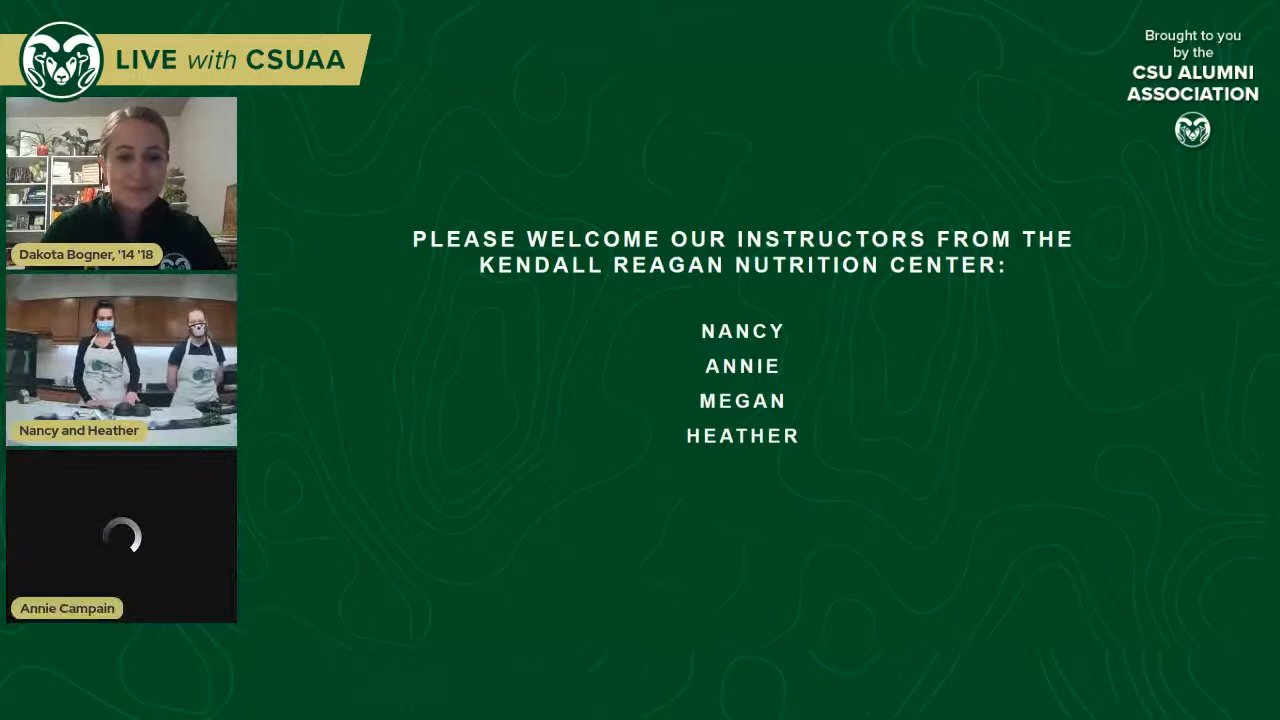 LIVE with CSUAA
Brought to you
by the
CSU ALUMNI
ASSOCIATION
Dakota Bogner, '14 '18
Nancy and Heather
Annie Campain
PLEASE WELCOME OUR INSTRUCTORS FROM THE
KENDALL REAGAN NUTRITION CENTER:
NANCY
ANNIE
MEGAN
HEATHER